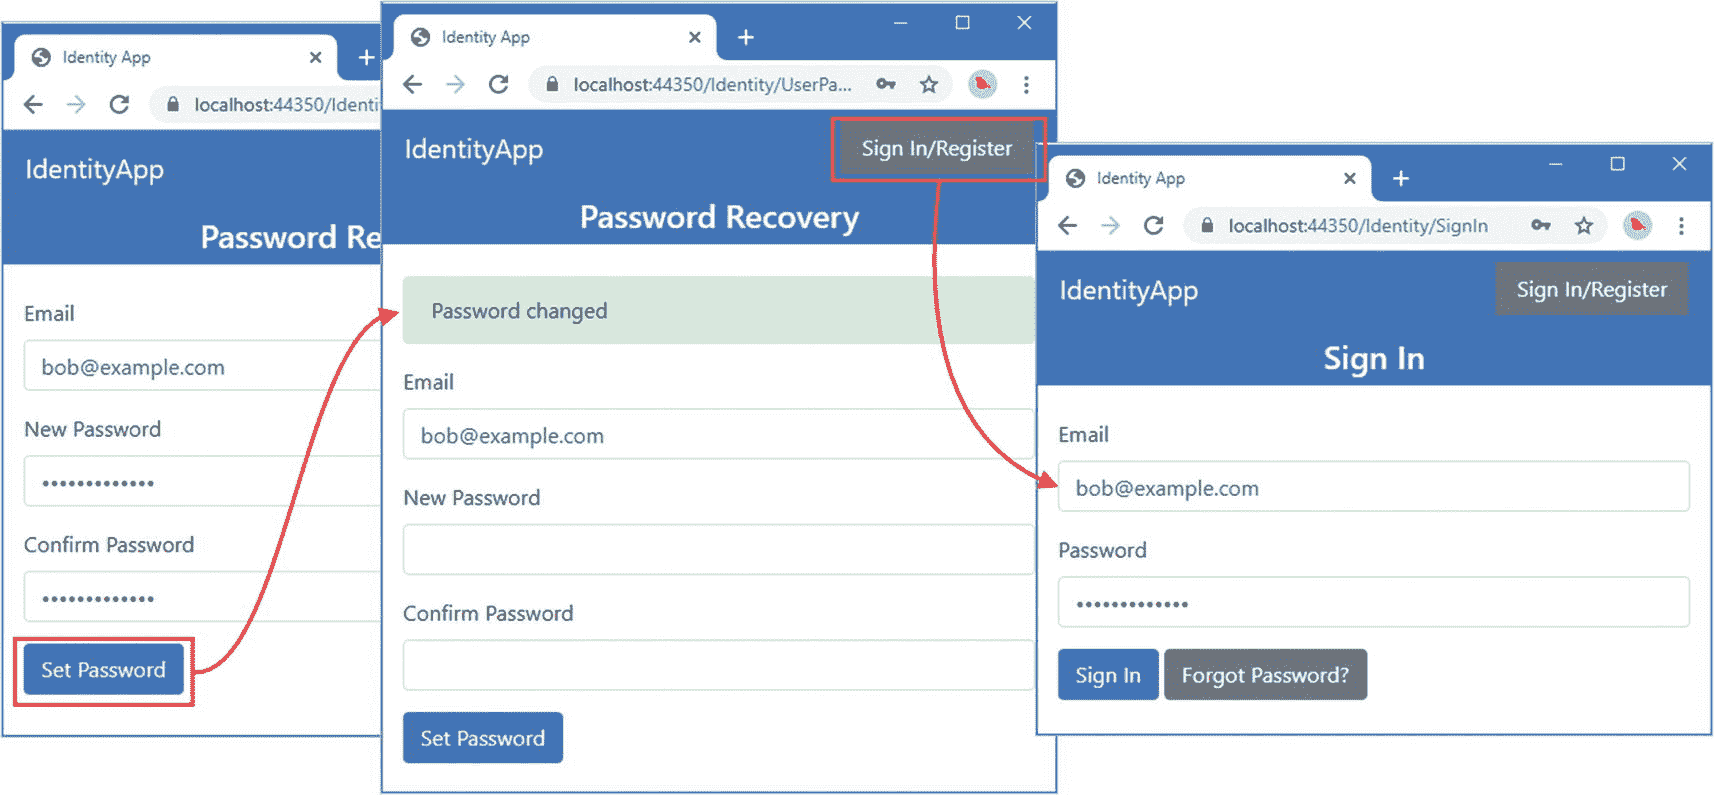 Identity App
localhost:44350/Identi
IdentityApp
Password Re
Email
bob@example.com
New Password
•••••••••••••
Confirm Password
•••••••••••••
Set Password
Identity App
localhost:44350/Identity/UserPa...
IdentityApp
Sign In/Register
Password Recovery
Password changed
Email
bob@example.com
New Password
Confirm Password
Set Password
Identity App
localhost:44350/Identity/SignIn
IdentityApp
Sign In/Register
Sign In
Email
bob@example.com
Password
•••••••••••••
Sign In
Forgot Password?